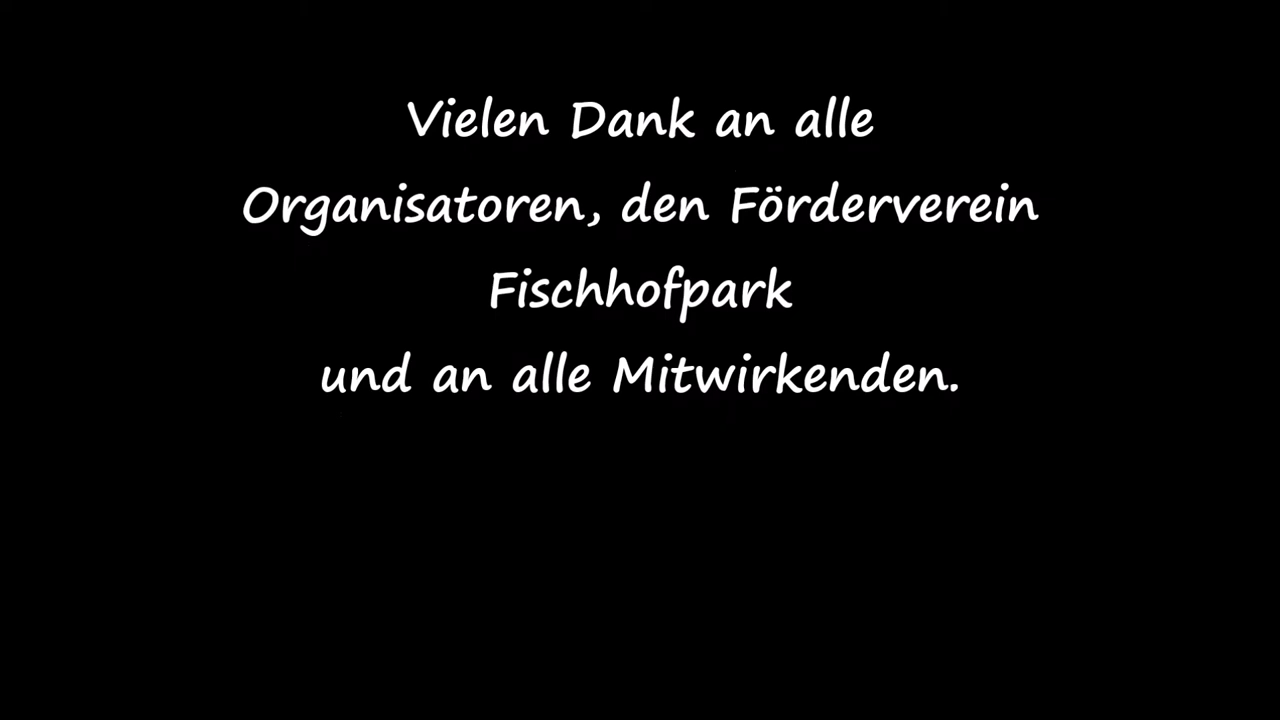 Vielen Dank an alle
Organisatoren, den Förderverein
Fischhofpark
und an alle Mitwirkenden.